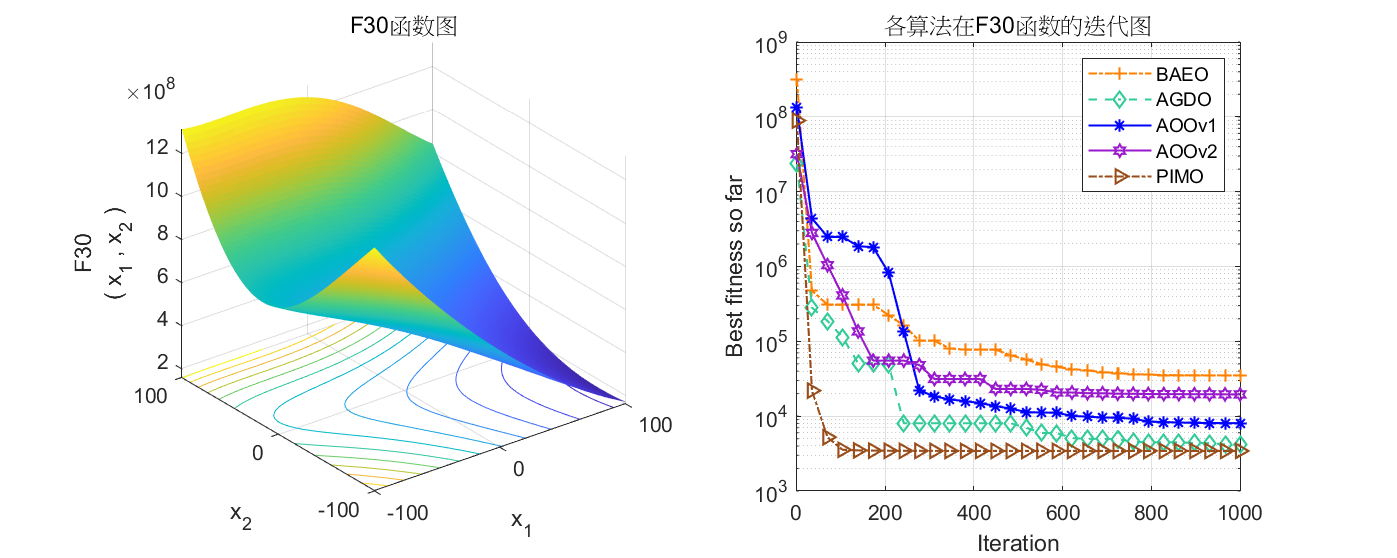 F30函数图
×10^8
12
10
8
6
4
2
F30
( x_1 , x_2 )
100
0
-100
x_2
-100
0
100
x_1
各算法在F30函数的迭代图
10^9
10^8
10^7
10^6
10^5
10^4
10^3
Best fitness so far
BAEO
AGDO
AOOv1
AOOv2
PIMO
0
200
400
600
800
1000
Iteration